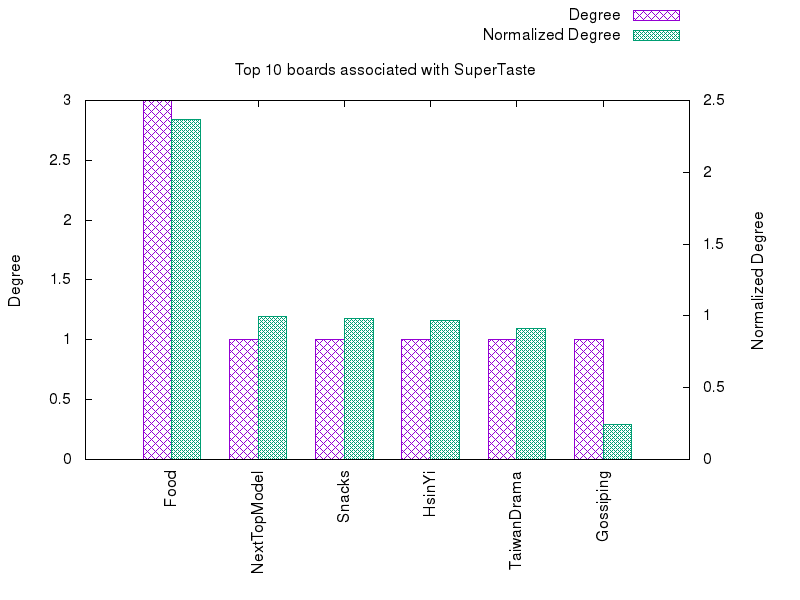 Degree
Normalized Degree
Top 10 boards associated with SuperTaste
3
2.5
2
1.5
1
0.5
0
2.5
2
1.5
1
0.5
0
Degree
Normalized Degree
Food
NextTopModel
Snacks
HsinYi
TaiwanDrama
Gossiping